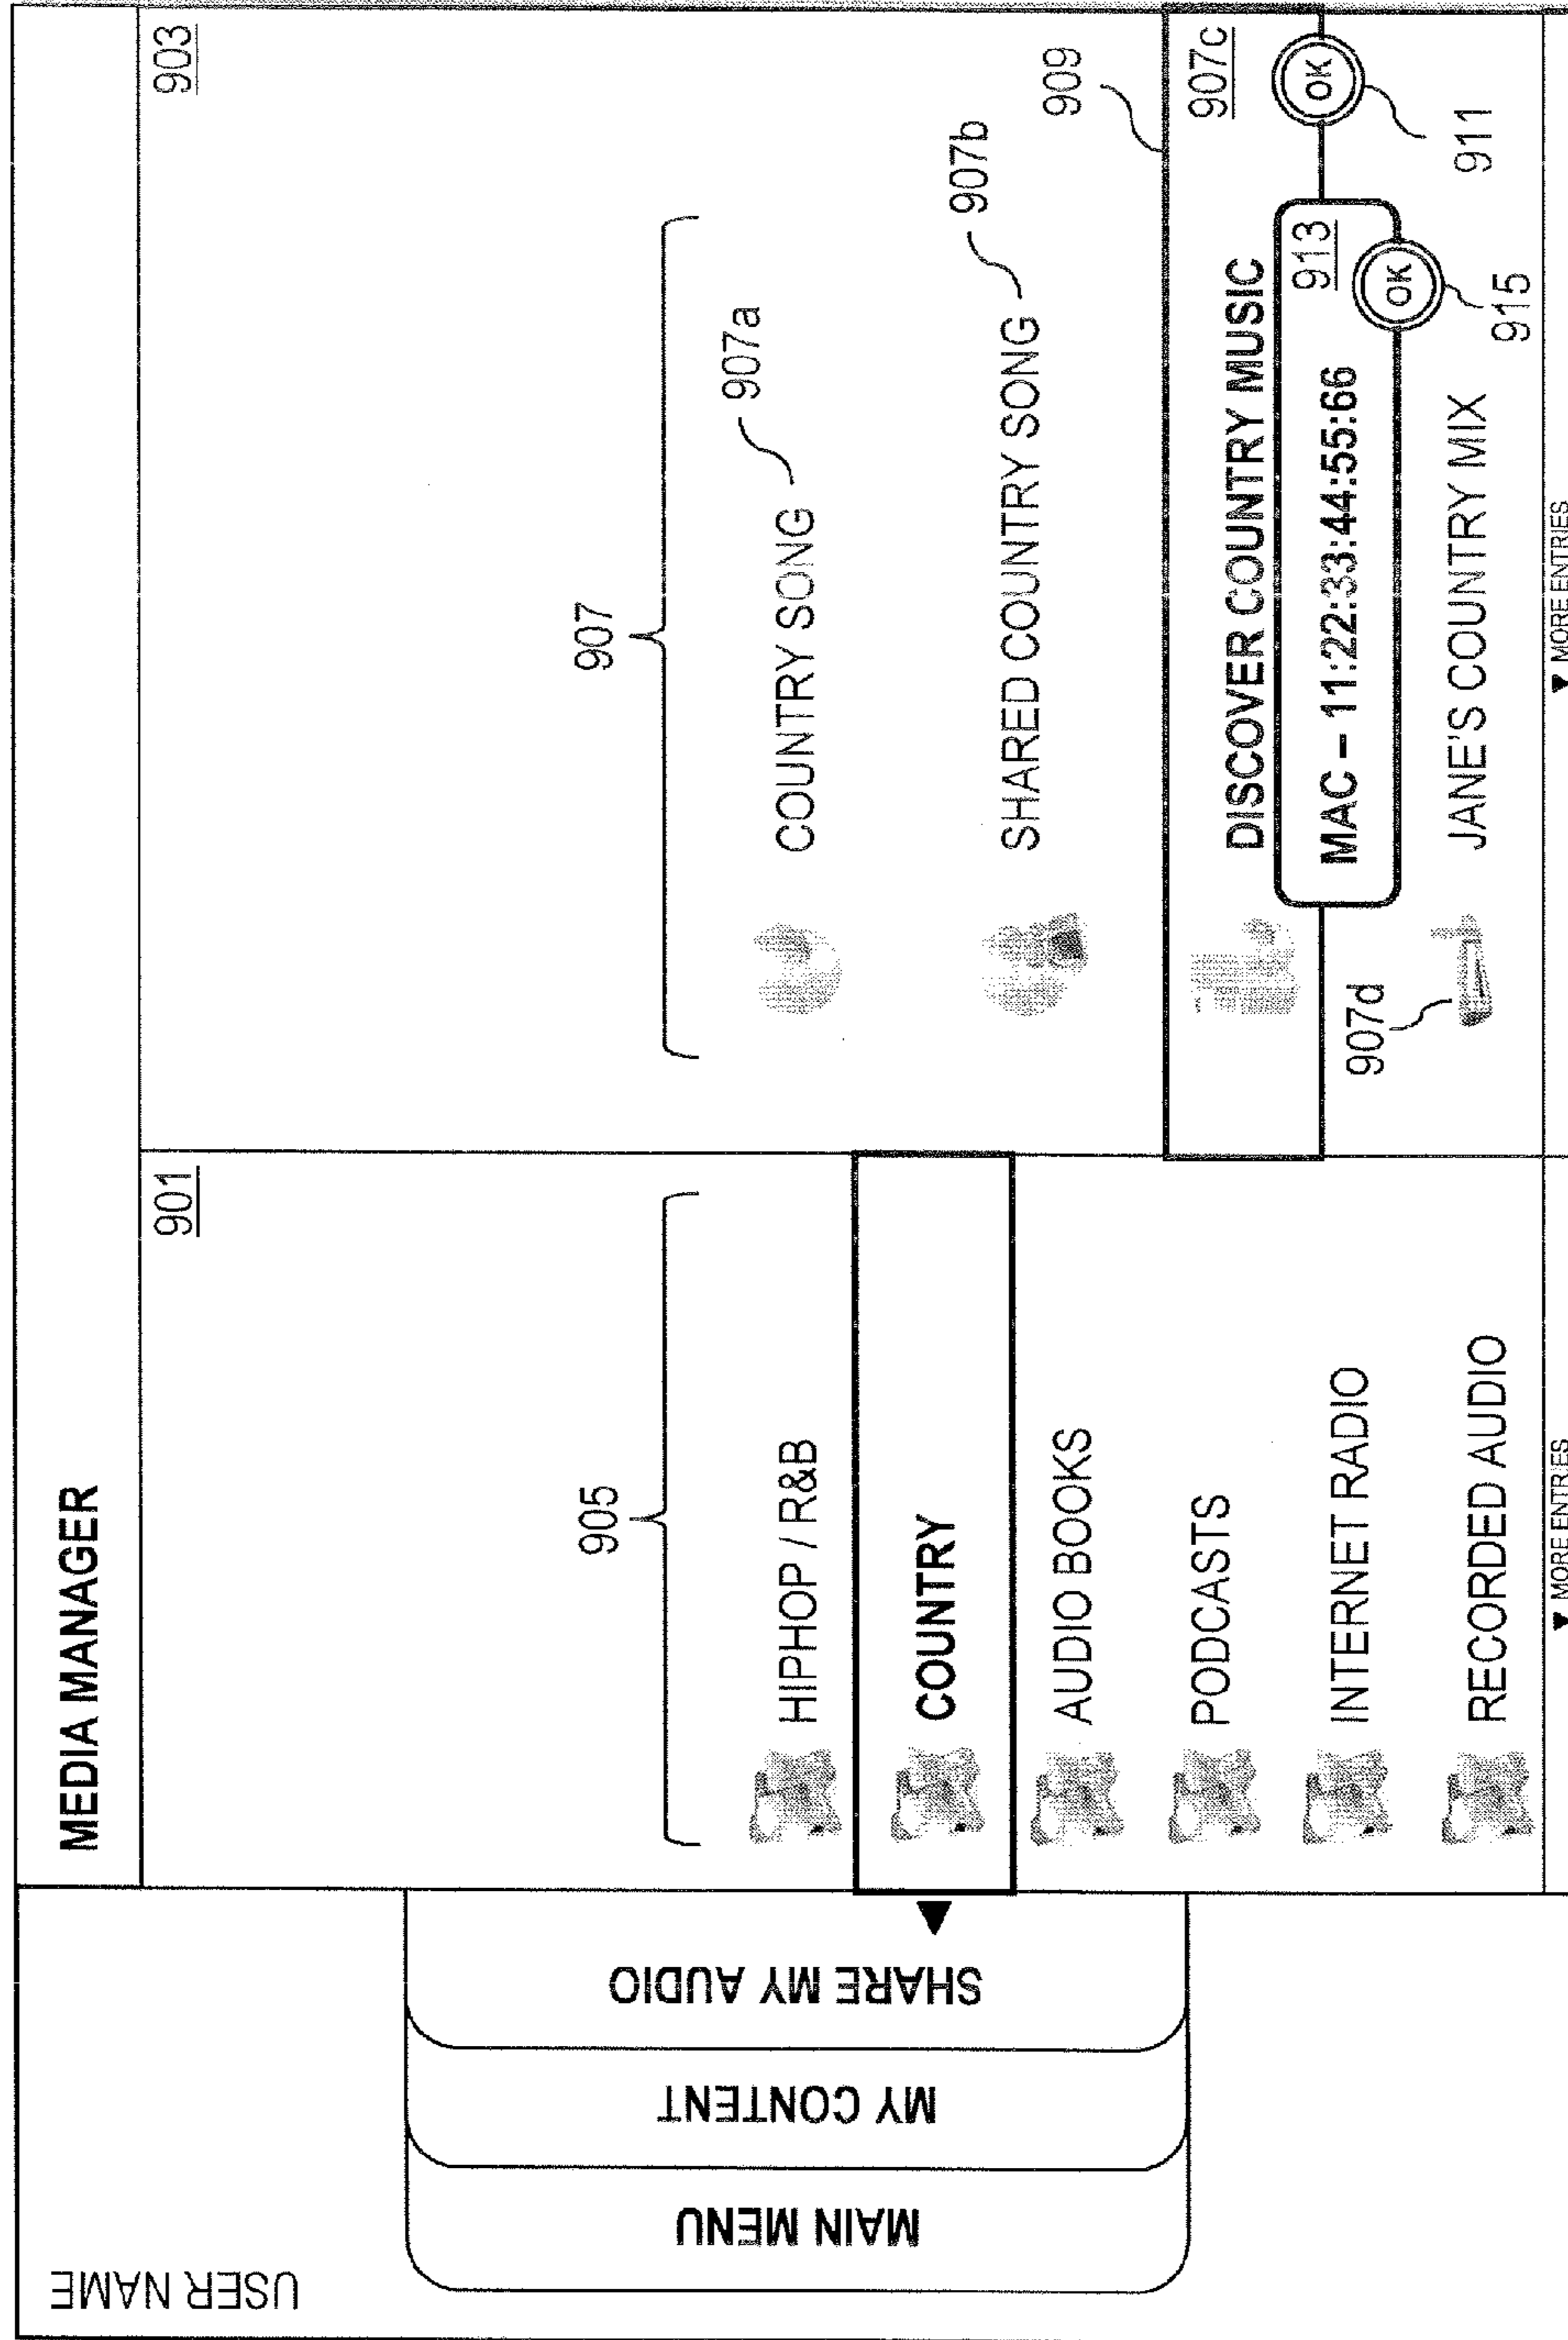 USER NAME
MAIN MENU
MY CONTENT
SHARE MY AUDIO
MEDIA MANAGER
901
905
HIPHOP / R&B
COUNTRY
AUDIO BOOKS
PODCASTS
INTERNET RADIO
RECORDED AUDIO
▼ MORE ENTRIES
903
907
COUNTRY SONG
907a
SHARED COUNTRY SONG
907b
909
DISCOVER COUNTRY MUSIC
907c
OK
911
MAC – 11:22:33:44:55:66
913
OK
915
907d
JANE'S COUNTRY MIX
▼ MORE ENTRIES